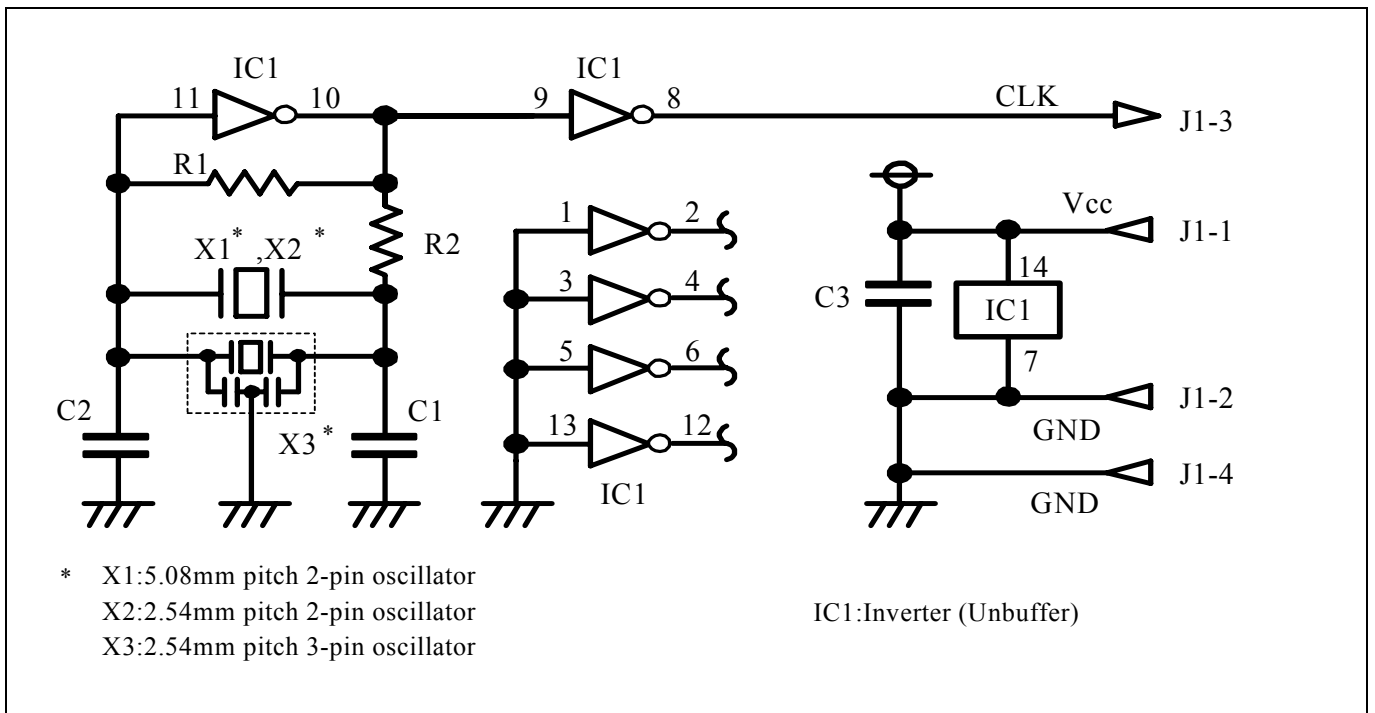 IC1
IC1
11
10
9
8
CLK
J1-3
R1
1
2
Vcc
J1-1
X1* ,X2 *
R2
14
3
4
C3
IC1
5
6
7
C2
C1
J1-2
X3*
13
12
GND
IC1
J1-4
GND
* X1:5.08mm pitch 2-pin oscillator
X2:2.54mm pitch 2-pin oscillator
IC1:Inverter (Unbuffer)
X3:2.54mm pitch 3-pin oscillator